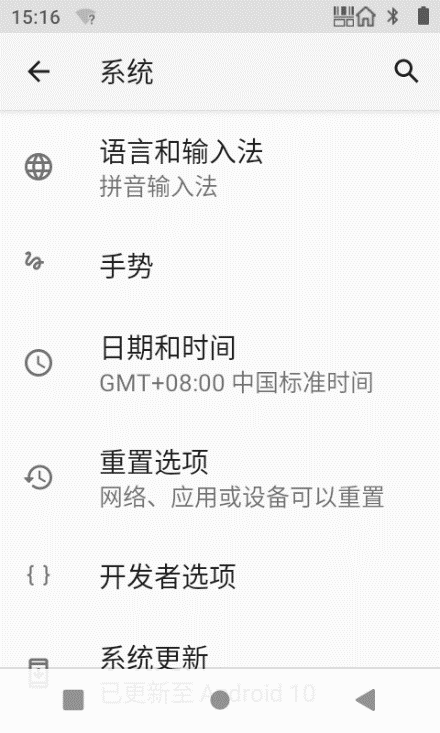 15:16
系统
语言和输入法
拼音输入法
手势
日期和时间
GMT+08:00 中国标准时间
重置选项
网络、应用或设备可以重置
{ } 开发者选项
系统更新
已更新至 Android 10